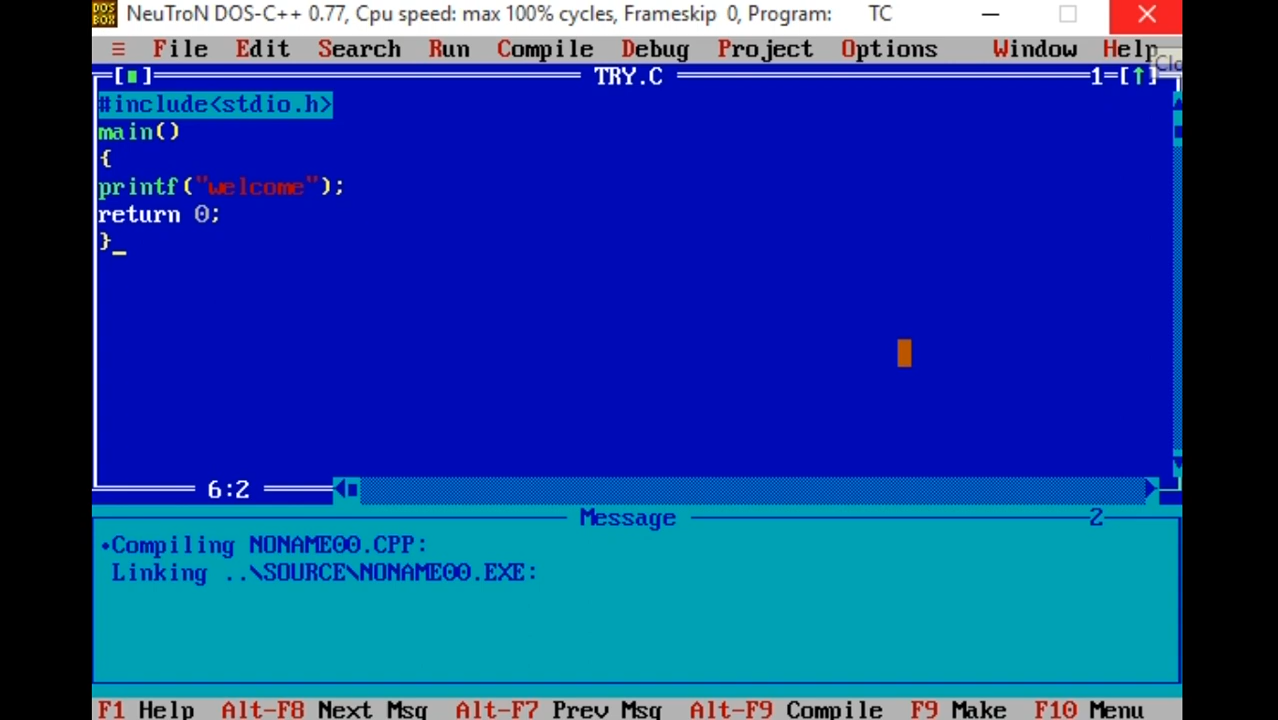 NeuTroN DOS-C++ 0.77, Cpu speed: max 100% cycles, Frameskip 0, Program: TC
≡ File Edit Search Run Compile Debug Project Options Window Help
[■] TRY.C 1=[↑]
#include<stdio.h>
main()
{
printf("welcome");
return 0;
}_
6:2
Message 2
•Compiling NONAME00.CPP:
Linking ..\SOURCE\NONAME00.EXE:
F1 Help Alt-F8 Next Msg Alt-F7 Prev Msg Alt-F9 Compile F9 Make F10 Menu